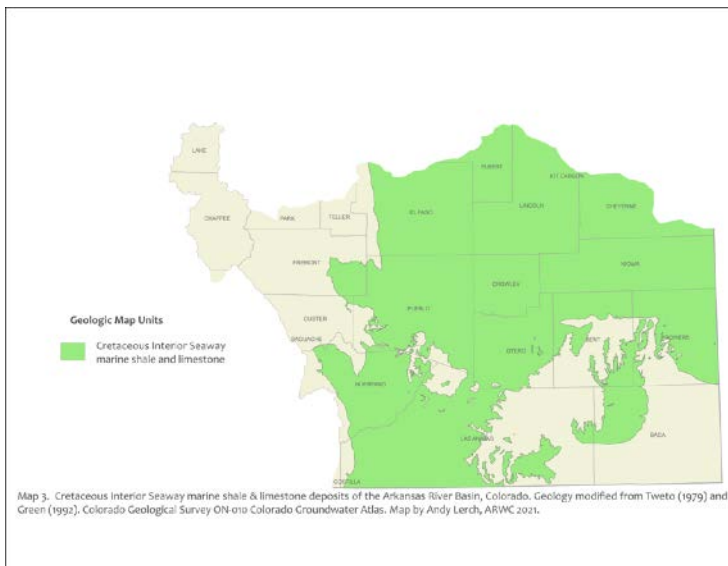 LAKE
CHAFFEE
PARK
TELLER
ELBERT
KIT CARSON
EL PASO
LINCOLN
CHEYENNE
FREMONT
KIOWA
CROWLEY
PUEBLO
CUSTER
SAGUACHE
OTERO
BENT
PROWERS
HUERFANO
LAS ANIMAS
BACA
COSTILLA
Geologic Map Units
Cretaceous Interior Seaway
marine shale and limestone
Map 3. Cretaceous Interior Seaway marine shale & limestone deposits of the Arkansas River Basin, Colorado. Geology modified from Tweto (1979) and
Green (1992). Colorado Geological Survey ON-010 Colorado Groundwater Atlas. Map by Andy Lerch, ARWC 2021.